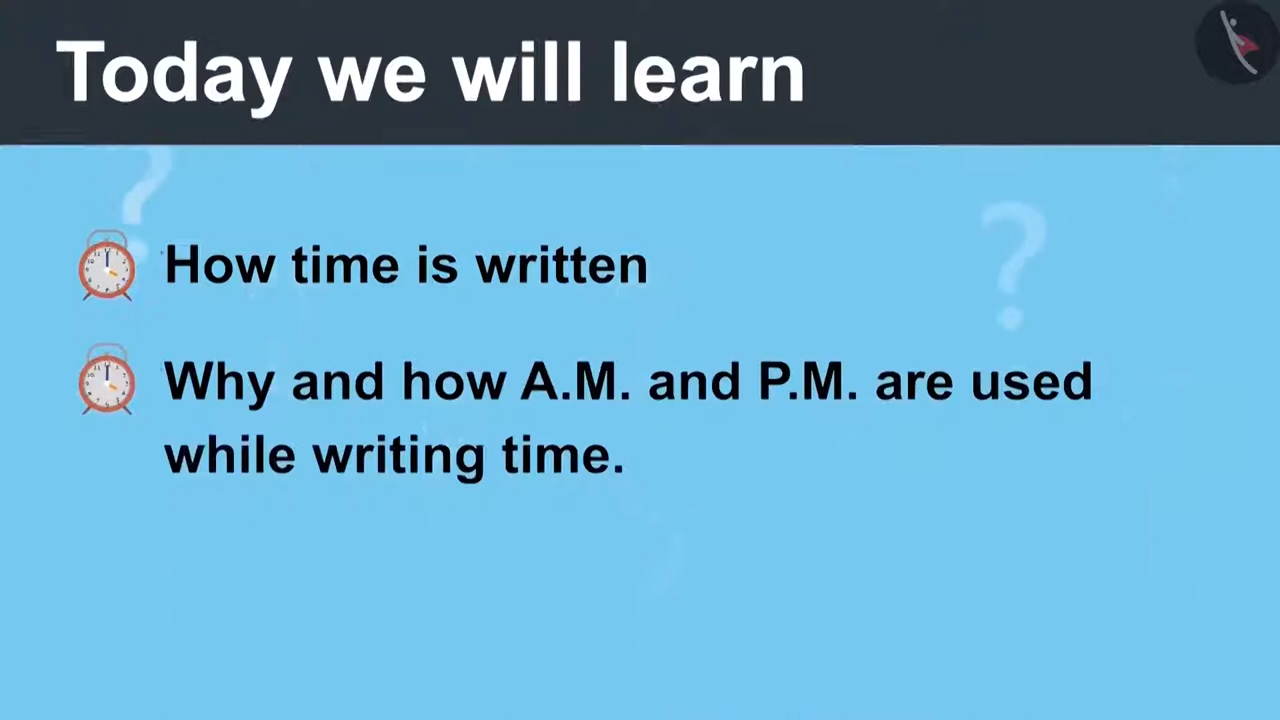 Today we will learn
How time is written
Why and how A.M. and P.M. are used
while writing time.